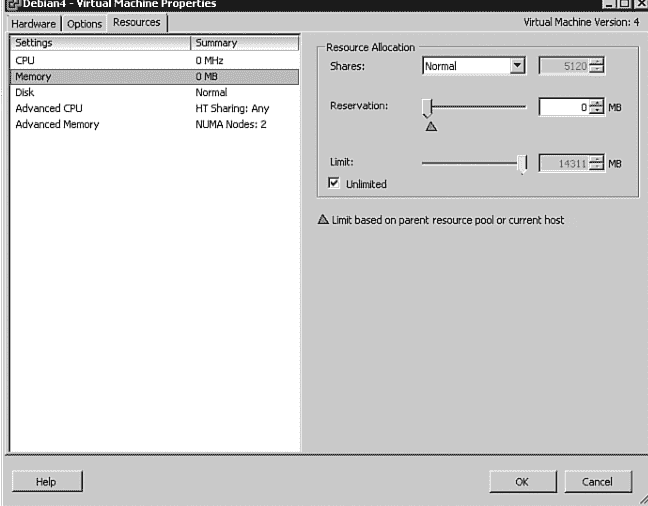 Debian4 - Virtual Machine Properties
Hardware Options Resources Virtual Machine Version: 4
Settings Summary
CPU 0 MHz
Memory 0 MB
Disk Normal
Advanced CPU HT Sharing: Any
Advanced Memory NUMA Nodes: 2
Resource Allocation
Shares: Normal 5120
Reservation: 0 MB
Limit: 14311 MB
Unlimited
Limit based on parent resource pool or current host
Help OK Cancel